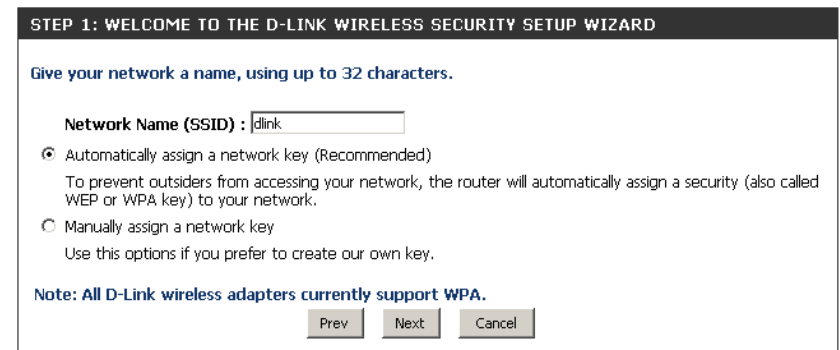 STEP 1: WELCOME TO THE D-LINK WIRELESS SECURITY SETUP WIZARD
Give your network a name, using up to 32 characters.
Network Name (SSID) : dlink
Automatically assign a network key (Recommended)
To prevent outsiders from accessing your network, the router will automatically assign a security (also called
WEP or WPA key) to your network.
Manually assign a network key
Use this options if you prefer to create our own key.
Note: All D-Link wireless adapters currently support WPA.
Prev Next Cancel